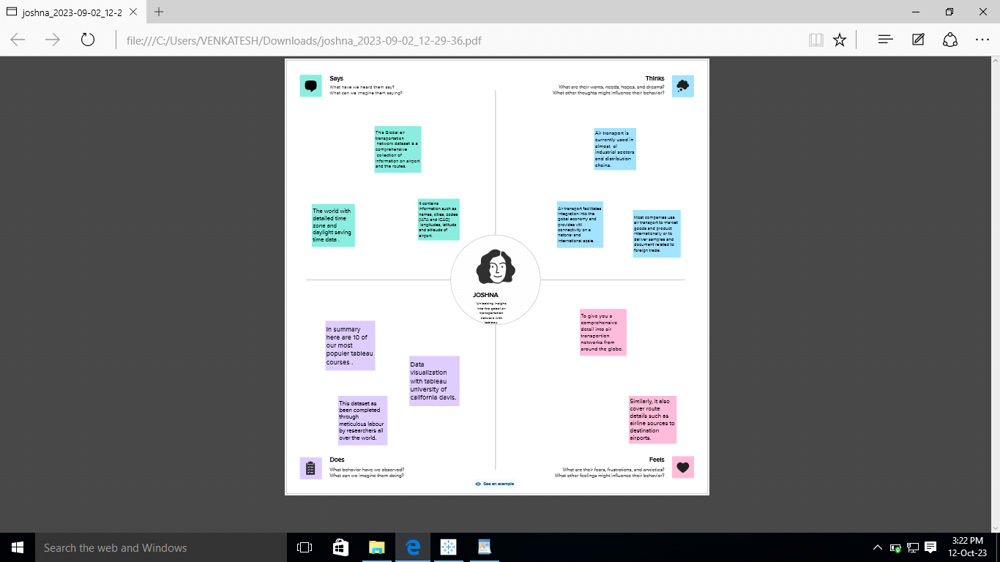 joshna_2023-09-02_12-2
file:///C:/Users/VENKATESH/Downloads/joshna_2023-09-02_12-29-36.pdf
Says
What have we heard them say?
What can we imagine them saying?
Thinks
What are their wants, needs, hopes, and dreams?
What other thoughts might influence their behavior?
This Global air
transportation
network dataset is a
comprehensive
collection of
information on airport
and the routes.
Air transport is
currently used in
almost al
industrial sectors
and distribution
chains.
The world with
detailed time
zone and
daylight saving
time data .
It contains
information such as
names, cities, codes
(IATA and ICAO)
longitudes, latituds
and altieuds of
airport.
Air transport facilitates
integration into the
global economy and
provides vitl
connectivity on a
natonal and
international scale.
Most companies use
air transport to market
goods and product
internationally or to
deliver samples and
document related to
foreign trade.
JOSHNA
Unlocking insighs
into the gobal air
transportation
network with
tableau.
In summary
here are 10 of
our most
populer tableau
courses .
Data
visualization
with tableau
university of
california davis.
This dataset as
been completed
through
meticulous labour
by researchers all
over the world.
To give you a
comprehensive
detail into air
transportion
networks from
around the globe.
Similarly, it also
cover route
details such as
airline sources to
destination
airports.
Does
What behavior have we observed?
What can we imagine them doing?
Feels
What are their fears, frustrations, and anxieties?
What other feelings might influence their behavior?
See an example
Search the web and Windows
3:22 PM
12-Oct-23